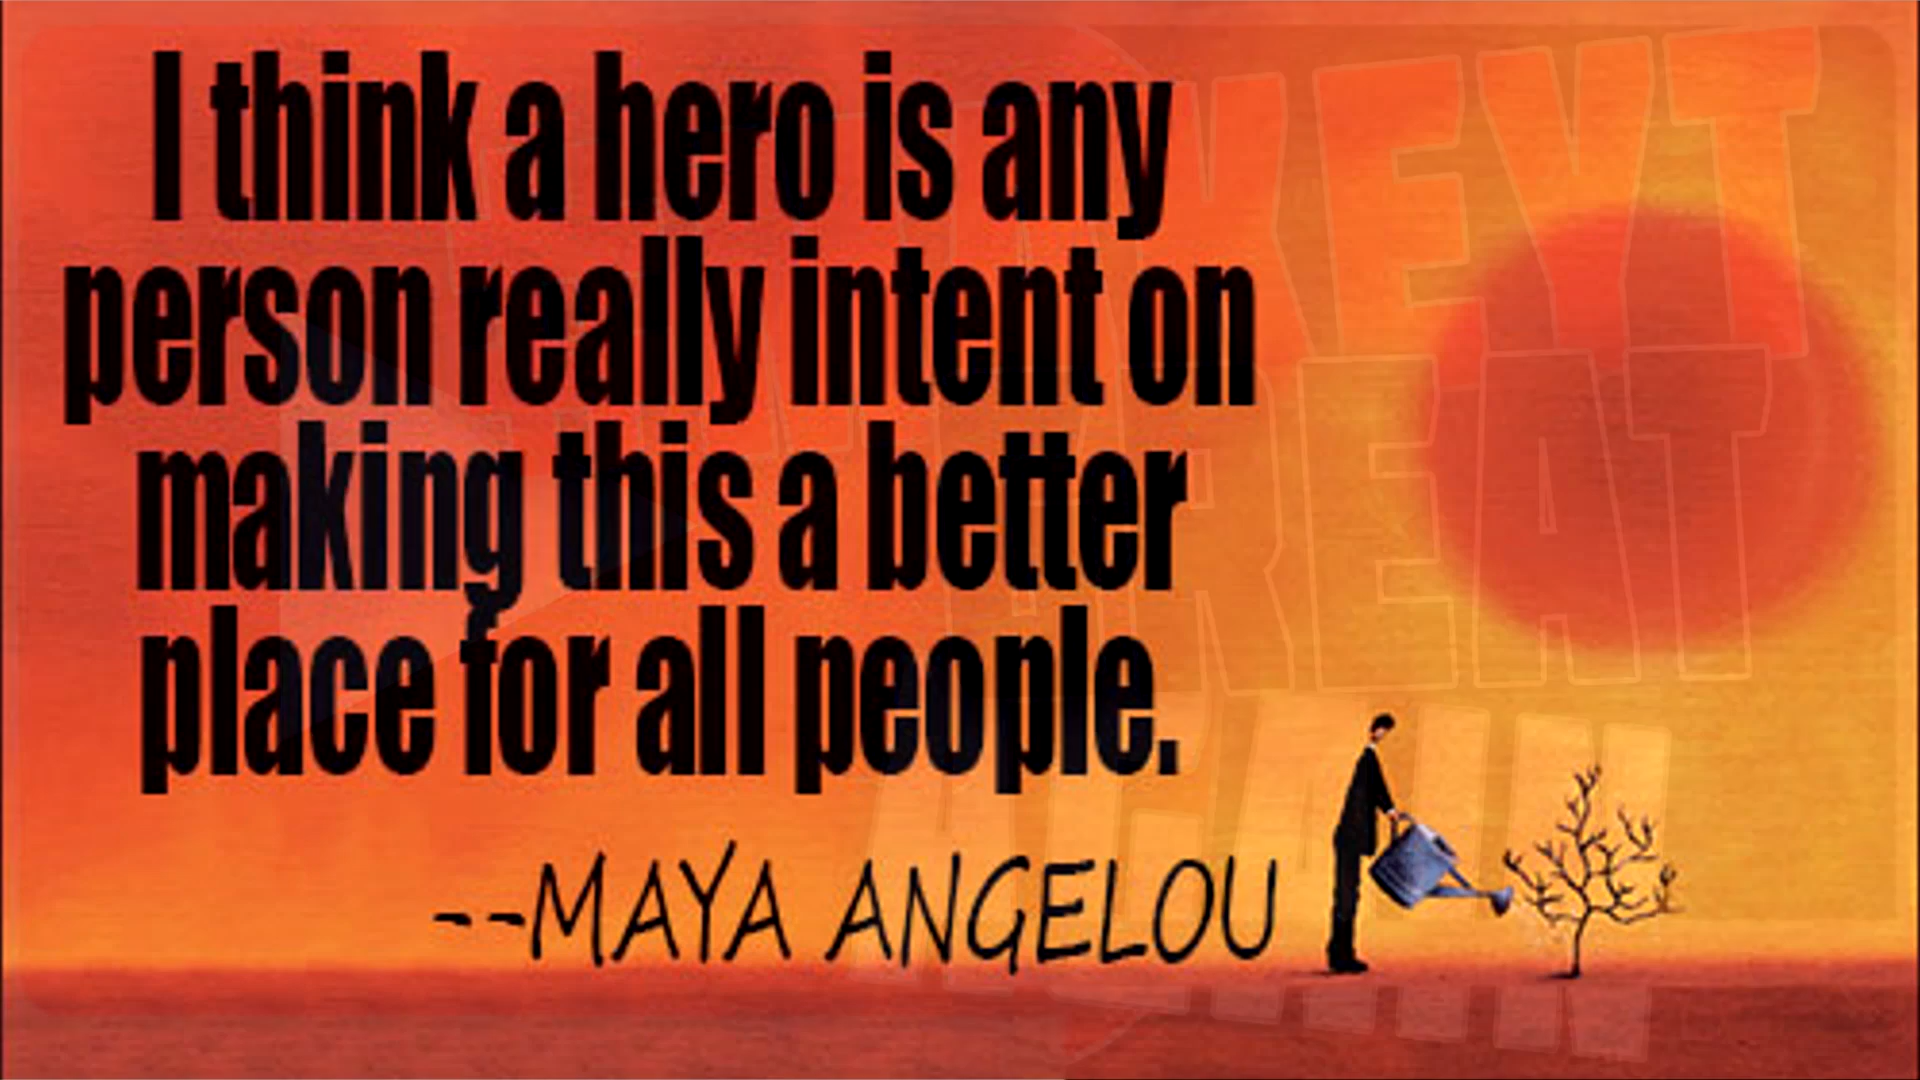 I think a hero is any
person really intent on
making this a better
place for all people.
--MAYA ANGELOU